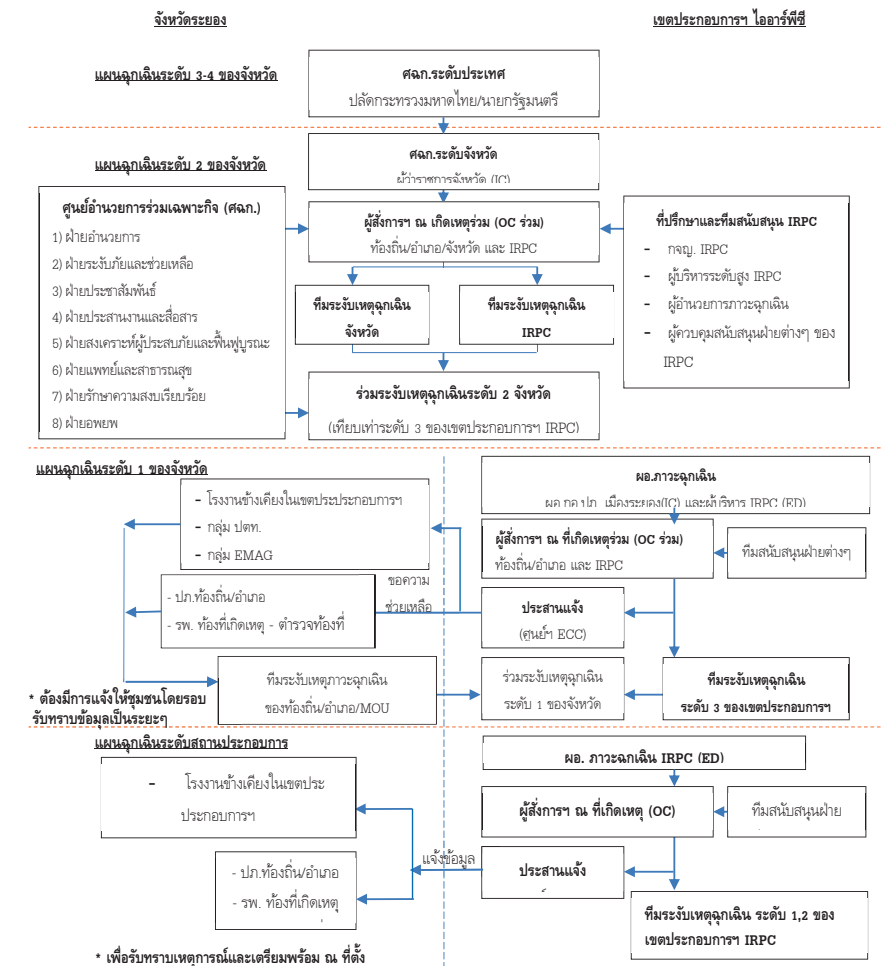 จังหวัดระยอง
เขตประกอบการฯ ไออาร์พีซี
แผนฉุกเฉินระดับ 3-4 ของจังหวัด
ศฉก.ระดับประเทศ
ปลัดกระทรวงมหาดไทย/นายกรัฐมนตรี
แผนฉุกเฉินระดับ 2 ของจังหวัด
ศฉก.ระดับจังหวัด
ผู้ว่าราชการจังหวัด (IC)
ศูนย์อำนวยการร่วมเฉพาะกิจ (ศฉก.)
1) ฝ่ายอำนวยการ
2) ฝ่ายระงับภัยและช่วยเหลือ
3) ฝ่ายประชาสัมพันธ์
4) ฝ่ายประสานงานและสื่อสาร
5) ฝ่ายสงเคราะห์ผู้ประสบภัยและฟื้นฟูบูรณะ
6) ฝ่ายแพทย์และสาธารณสุข
7) ฝ่ายรักษาความสงบเรียบร้อย
8) ฝ่ายอพยพ
ผู้สั่งการฯ ณ เกิดเหตุร่วม (OC ร่วม)
ท้องถิ่น/อำเภอ/จังหวัด และ IRPC
ทีมระงับเหตุฉุกเฉิน
จังหวัด
ทีมระงับเหตุฉุกเฉิน
IRPC
ร่วมระงับเหตุฉุกเฉินระดับ 2 จังหวัด
(เทียบเท่าระดับ 3 ของเขตประกอบการฯ IRPC)
ที่ปรึกษาและทีมสนับสนุน IRPC
- กจญ. IRPC
- ผู้บริหารระดับสูง IRPC
- ผู้อำนวยการภาวะฉุกเฉิน
- ผู้ควบคุมสนับสนุนฝ่ายต่างๆ ของ
IRPC
แผนฉุกเฉินระดับ 1 ของจังหวัด
- โรงงานข้างเคียงในเขตประประกอบการฯ
- กลุ่ม ปตท.
- กลุ่ม EMAG
- ปภ.ท้องถิ่น/อำเภอ
- รพ. ท้องที่เกิดเหตุ - ตำรวจท้องที่
ขอความ
ช่วยเหลือ
ทีมระงับเหตุภาวะฉุกเฉิน
ของท้องถิ่น/อำเภอ/MOU
* ต้องมีการแจ้งให้ชุมชนโดยรอบ
รับทราบข้อมูลเป็นระยะๆ
ผอ.ภาวะฉุกเฉิน
ผอ.กอ.ปภ. เมืองระยอง(IC) และผู้บริหาร IRPC (ED)
ผู้สั่งการฯ ณ ที่เกิดเหตุร่วม (OC ร่วม)
ท้องถิ่น/อำเภอ และ IRPC
ทีมสนับสนุนฝ่ายต่างๆ
ประสานแจ้ง
(ศูนย์ฯ ECC)
ร่วมระงับเหตุฉุกเฉิน
ระดับ 1 ของจังหวัด
ทีมระงับเหตุฉุกเฉิน
ระดับ 3 ของเขตประกอบการฯ
แผนฉุกเฉินระดับสถานประกอบการ
- โรงงานข้างเคียงในเขตประ
ประกอบการฯ
- ปภ.ท้องถิ่น/อำเภอ
- รพ. ท้องที่เกิดเหตุ
แจ้งข้อมูล
* เพื่อรับทราบเหตุการณ์และเตรียมพร้อม ณ ที่ตั้ง
ผอ. ภาวะฉุกเฉิน IRPC (ED)
ผู้สั่งการฯ ณ ที่เกิดเหตุ (OC)
ทีมสนับสนุนฝ่าย
ประสานแจ้ง
ทีมระงับเหตุฉุกเฉิน ระดับ 1,2 ของ
เขตประกอบการฯ IRPC